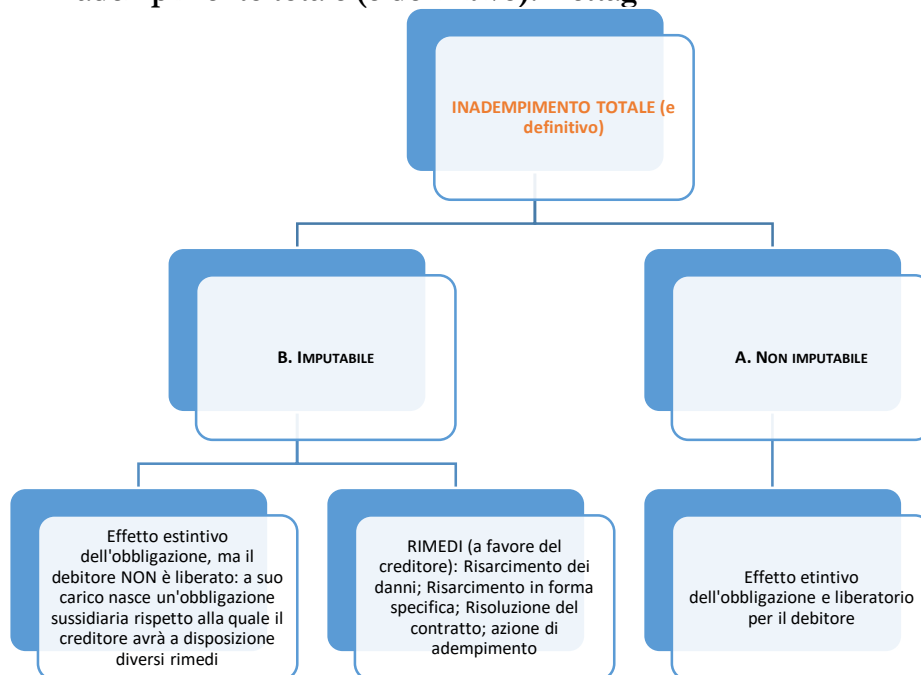 totale (e
INADEMPIMENTO TOTALE (e
definitivo)
B. IMPUTABILE
A. NON IMPUTABILE
Effetto estintivo
dell'obbligazione, ma il
debitore NON è liberato: a suo
carico nasce un'obbligazione
sussidiaria rispetto alla quale il
creditore avrà a disposizione
diversi rimedi
RIMEDI (a favore del
creditore): Risarcimento dei
danni; Risarcimento in forma
specifica; Risoluzione del
contratto; azione di
adempimento
Effetto etintivo
dell'obbligazione e liberatorio
per il debitore